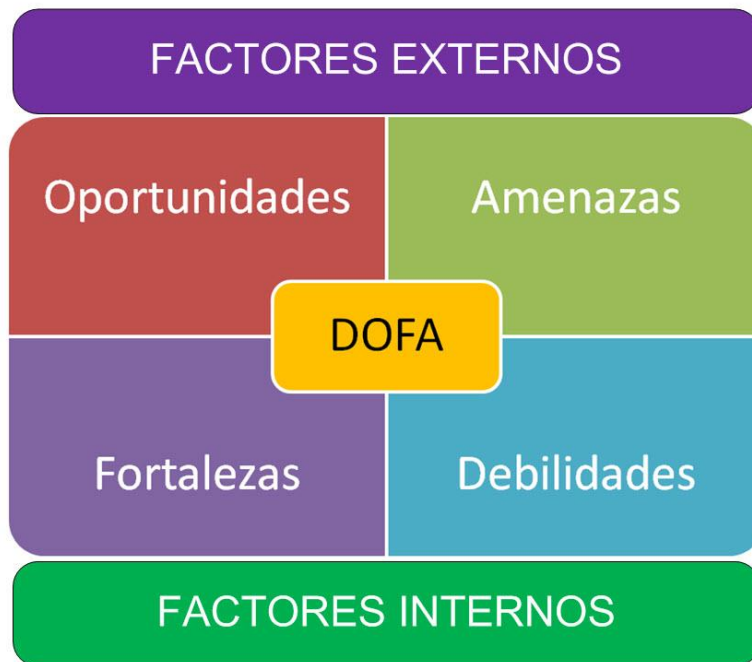 FACTORES EXTERNOS
Oportunidades
Amenazas
DOFA
Fortalezas
Debilidades
FACTORES INTERNOS